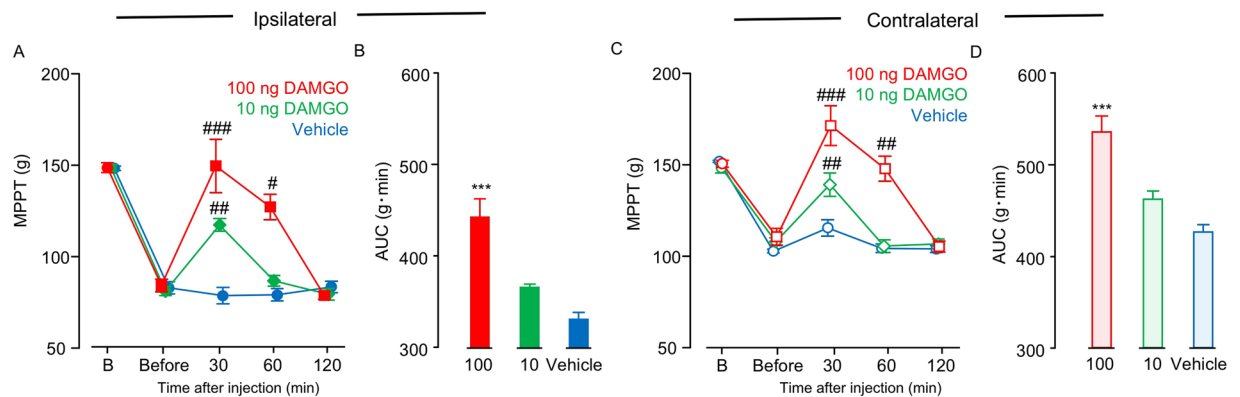 Ipsilateral
Contralateral
A
B
C
D
200
150
100
50
MPPT (g)
100 ng DAMGO
10 ng DAMGO
Vehicle
###
#
##
B Before 30 60 120
Time after injection (min)
600
500
400
300
AUC (g·min)
***
100 10 Vehicle
200
150
100
50
MPPT (g)
100 ng DAMGO
10 ng DAMGO
Vehicle
###
##
##
B Before 30 60 120
Time after injection (min)
600
500
400
300
AUC (g·min)
***
100 10 Vehicle